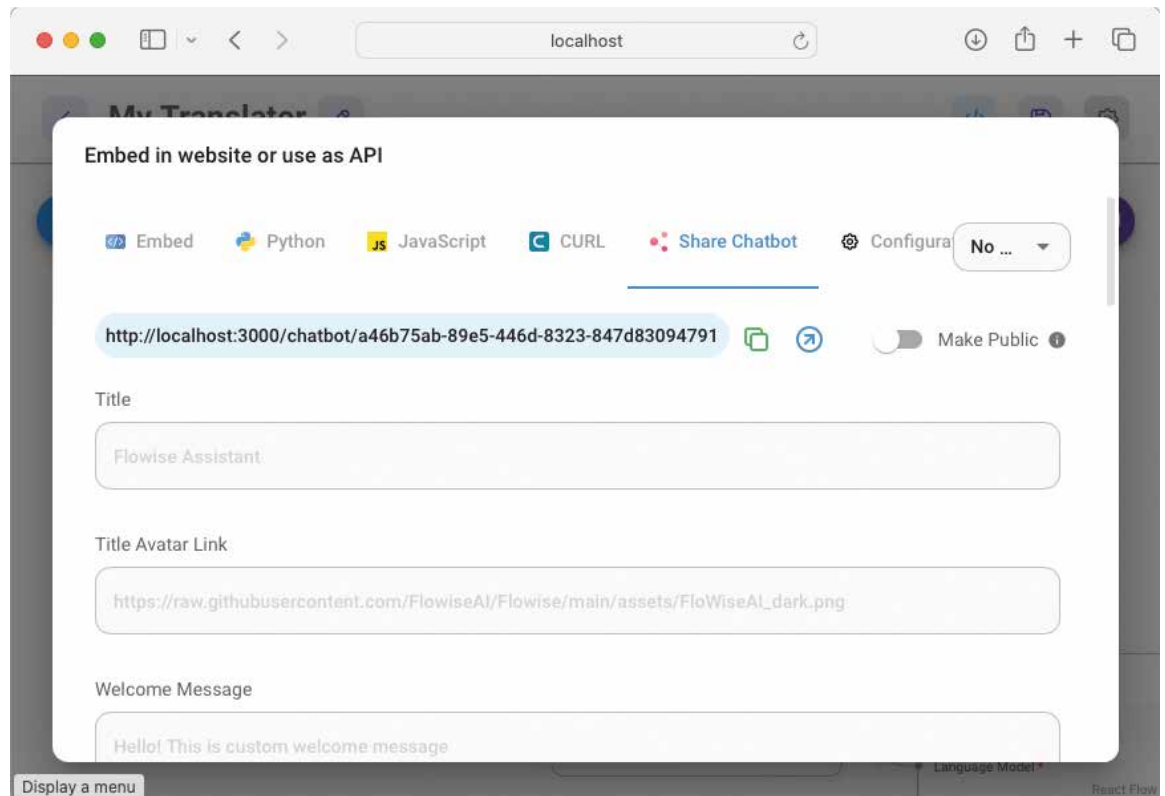 localhost
My Translator
Embed in website or use as API
Embed
Python
JS JavaScript
C CURL
Share Chatbot
Configura
No ...
http://localhost:3000/chatbot/a46b75ab-89e5-446d-8323-847d83094791
Make Public
Title
Flowise Assistant
Title Avatar Link
https://raw.githubusercontent.com/FlowiseAI/Flowise/main/assets/FloWiseAI_dark.png
Welcome Message
Hello! This is custom welcome message
Language Model *
Display a menu
React Flow